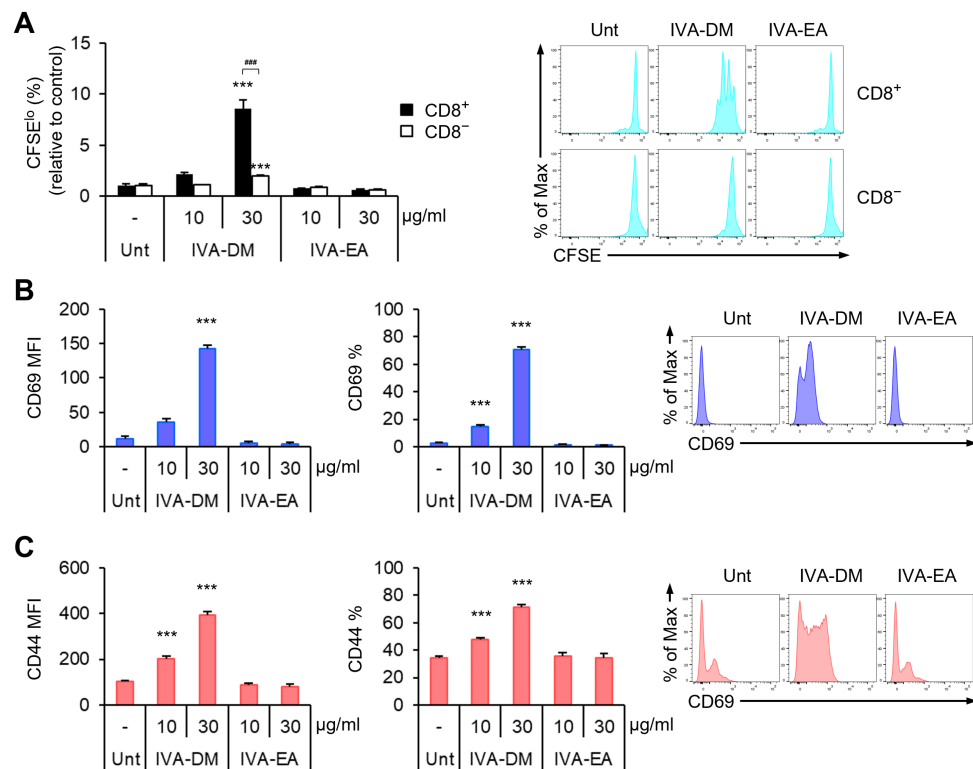 A
CFSE^lo (%)
(relative to control)
15
10
5
0
###
***
***
CD8⁺
CD8⁻
- 10 30 10 30 μg/ml
Unt IVA-DM IVA-EA
Unt IVA-DM IVA-EA
% of Max
CD8⁺
CD8⁻
CFSE
B
CD69 MFI
200
150
100
50
0
***
- 10 30 10 30 μg/ml
Unt IVA-DM IVA-EA
CD69 %
100
80
60
40
20
0
***
***
- 10 30 10 30 μg/ml
Unt IVA-DM IVA-EA
Unt IVA-DM IVA-EA
% of Max
CD69
C
CD44 MFI
600
400
200
0
***
***
- 10 30 10 30 μg/ml
Unt IVA-DM IVA-EA
CD44 %
100
80
60
40
20
0
***
***
- 10 30 10 30 μg/ml
Unt IVA-DM IVA-EA
Unt IVA-DM IVA-EA
% of Max
CD69